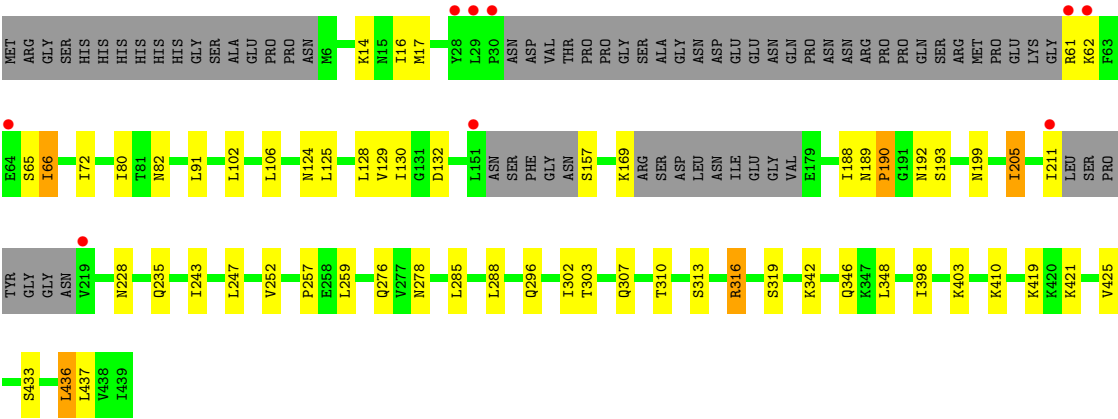 MET ARG GLY SER HIS HIS HIS HIS HIS HIS GLY SER ALA GLU PRO PRO ASN M6 K14 N15 I16 M17 Y28 L29 P30 ASN ASP VAL THR PRO PRO GLY SER ALA GLY ASN ASP GLU GLU ASN GLN PRO ASN ASN ARG PRO PRO GLN SER ARG MET PRO GLU LYS GLY R61 K62 F63
E64 S65 I66 I72 I80 T81 N82 L91 L102 L106 N124 L125 L128 V129 I130 G131 D132 L151 ASN SER PHE GLY ASN S157 K169 ARG SER ASP LEU ASN ILE GLU GLY VAL E179 I188 N189 P190 G191 N192 S193 N199 I205 I211 LEU SER PRO
TYR GLY GLY ASN V219 N228 Q235 I243 L247 V252 P257 E258 L259 Q276 V277 N278 L285 L288 Q296 I302 T303 Q307 T310 S313 R316 S319 K342 Q346 K347 L348 I398 K403 K410 K419 K420 K421 V425
S433 L436 L437 V438 I439